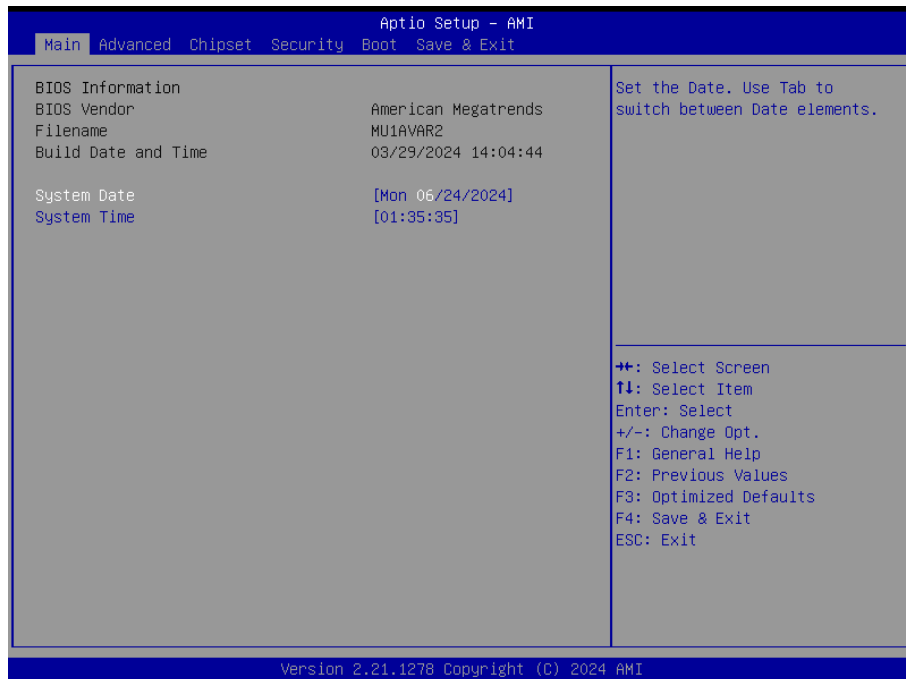 Aptio Setup – AMI
Main Advanced Chipset Security Boot Save & Exit
BIOS Information
BIOS Vendor American Megatrends
Filename MU1AVAR2
Build Date and Time 03/29/2024 14:04:44
System Date [Mon 06/24/2024]
System Time [01:35:35]
Set the Date. Use Tab to
switch between Date elements.
→←: Select Screen
↑↓: Select Item
Enter: Select
+/-: Change Opt.
F1: General Help
F2: Previous Values
F3: Optimized Defaults
F4: Save & Exit
ESC: Exit
Version 2.21.1278 Copyright (C) 2024 AMI